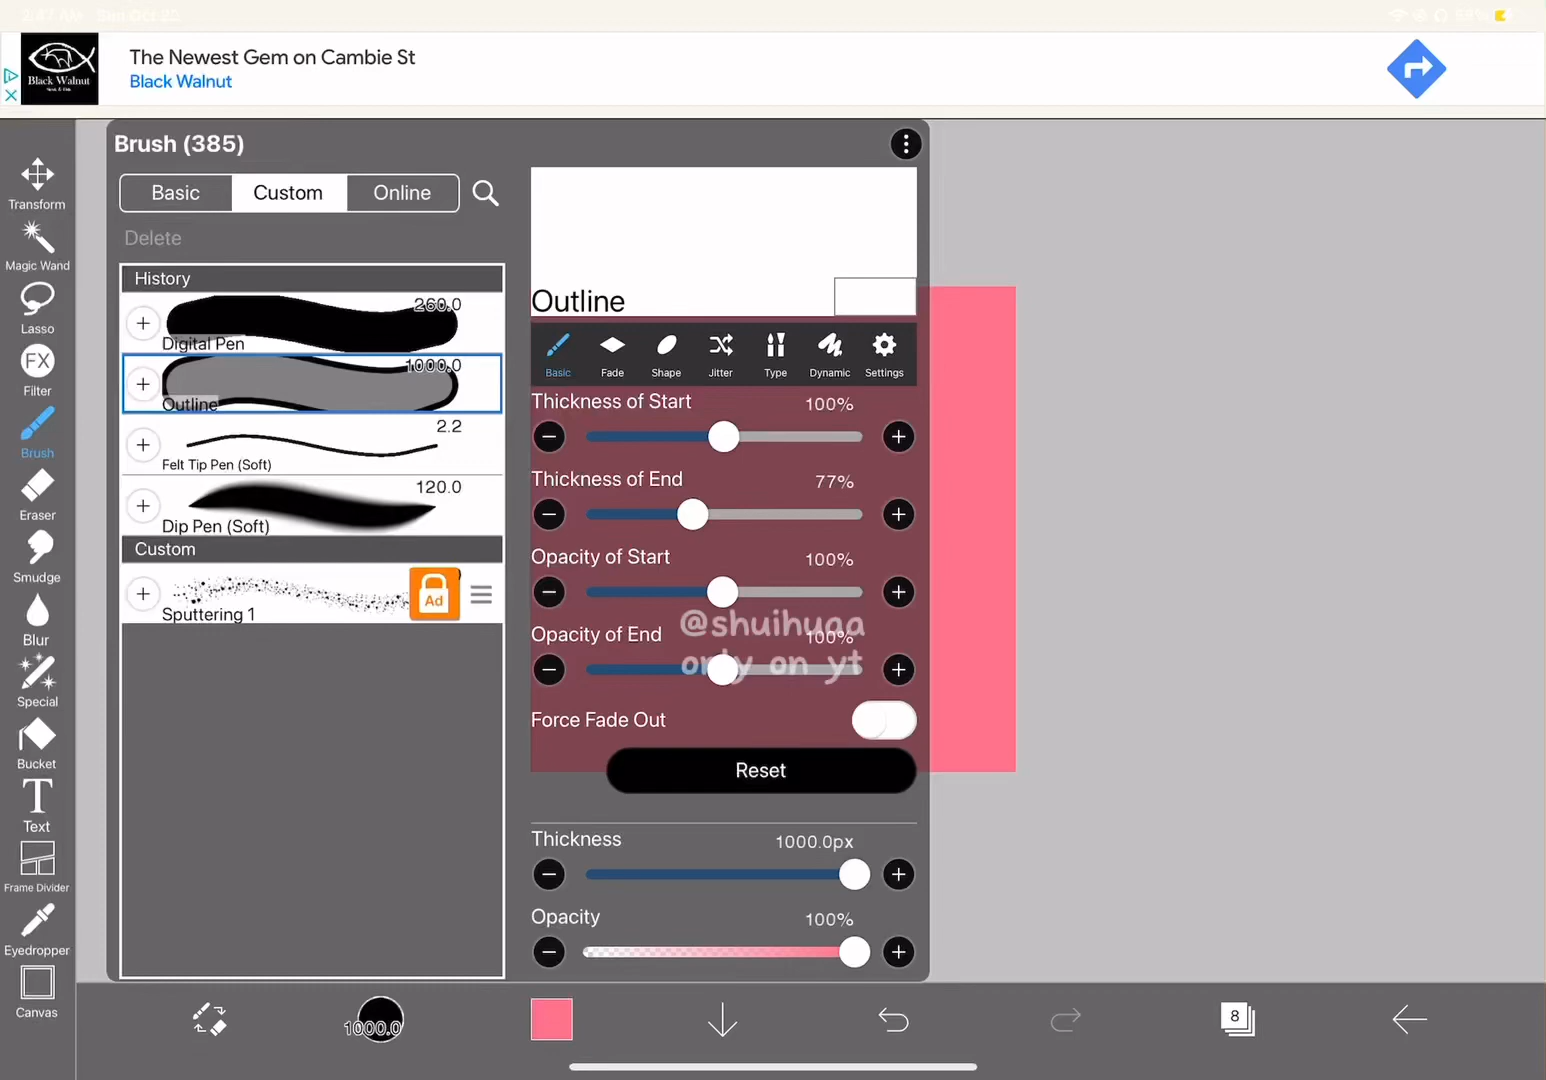 The Newest Gem on Cambie St
Black Walnut
Black Walnut
Brush (385)
Basic
Custom
Online
Delete
History
260.0
Digital Pen
1000.0
Outline
2.2
Felt Tip Pen (Soft)
120.0
Dip Pen (Soft)
Custom
Ad
Sputtering 1
Outline
Basic
Fade
Shape
Jitter
Type
Dynamic
Settings
Thickness of Start
100%
Thickness of End
77%
Opacity of Start
100%
Opacity of End
100%
@shuihuaa
only on yt
Force Fade Out
Reset
Thickness
1000.0px
Opacity
100%
Transform
Magic Wand
Lasso
FX
Filter
Brush
Eraser
Smudge
Blur
Special
Bucket
T
Text
Frame Divider
Eyedropper
Canvas
1000.0
8